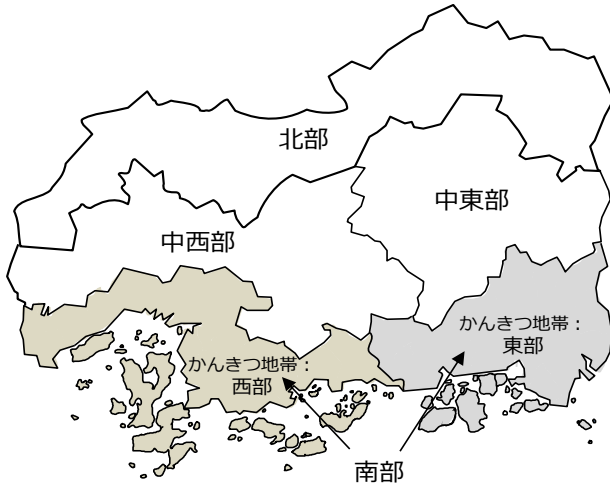 北部
中東部
中西部
かんきつ地帯：
東部
かんきつ地帯：
西部
南部